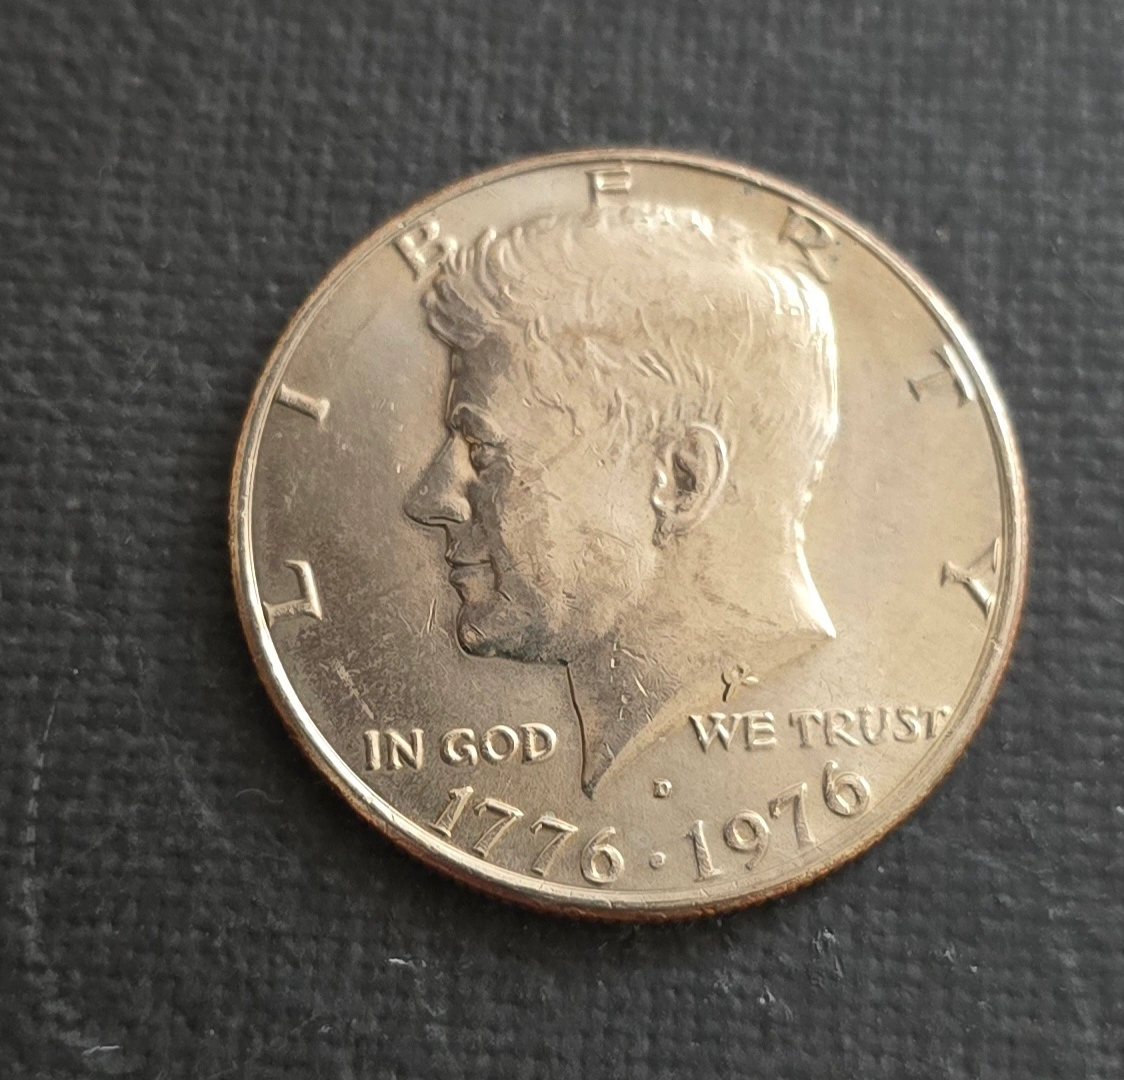 LIBERTY
IN GOD WE TRUST
D
1776·1976